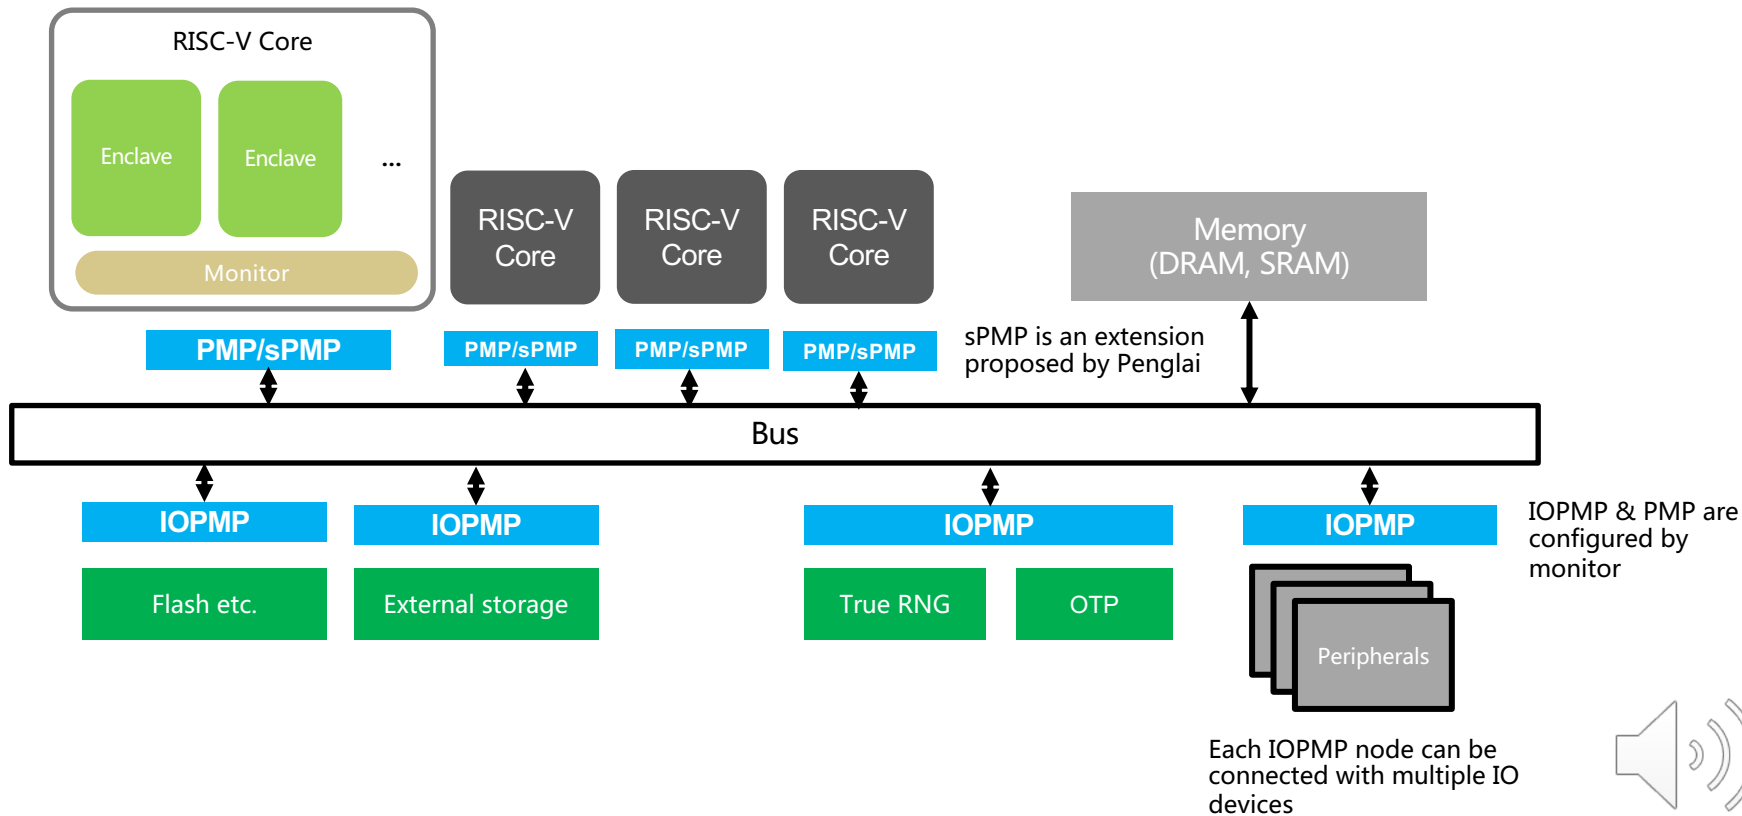 RISC-V Core
Enclave
Enclave
...
Monitor
RISC-V
Core
RISC-V
Core
RISC-V
Core
Memory
(DRAM, SRAM)
PMP/sPMP
PMP/sPMP
PMP/sPMP
PMP/sPMP
sPMP is an extension
proposed by Penglai
Bus
IOPMP
IOPMP
IOPMP
IOPMP
IOPMP & PMP are
configured by
monitor
Flash etc.
External storage
True RNG
OTP
Peripherals
Each IOPMP node can be
connected with multiple IO
devices